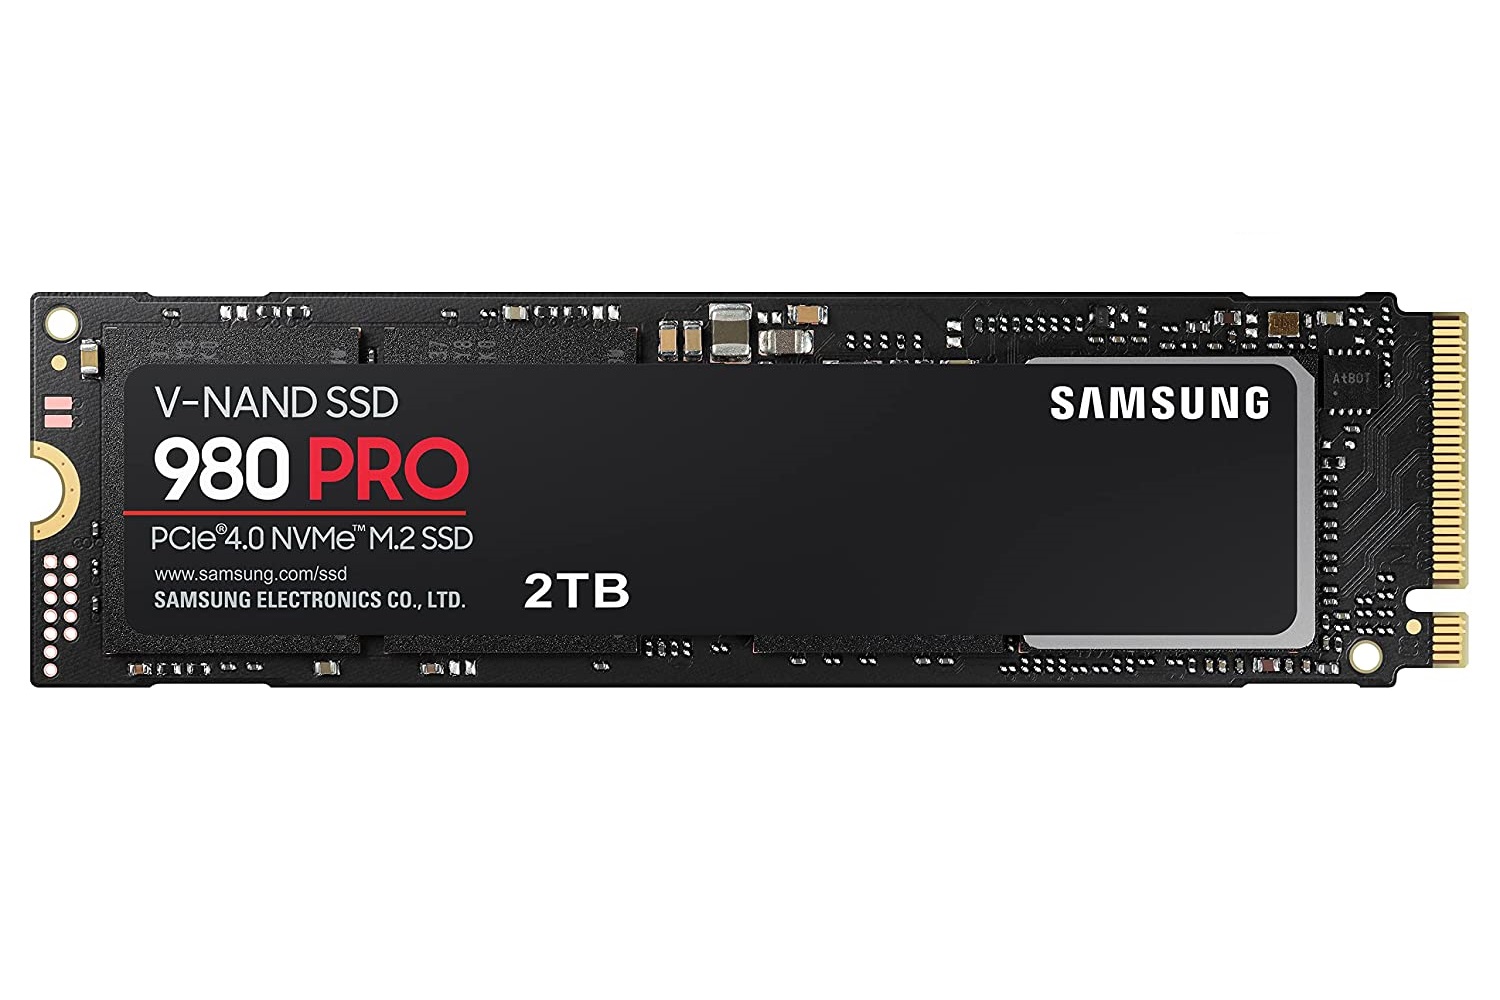 V-NAND SSD
980 PRO
PCIe®4.0 NVMe™ M.2 SSD
www.samsung.com/ssd
SAMSUNG ELECTRONICS CO., LTD.
2TB
SAMSUNG
AtBOT